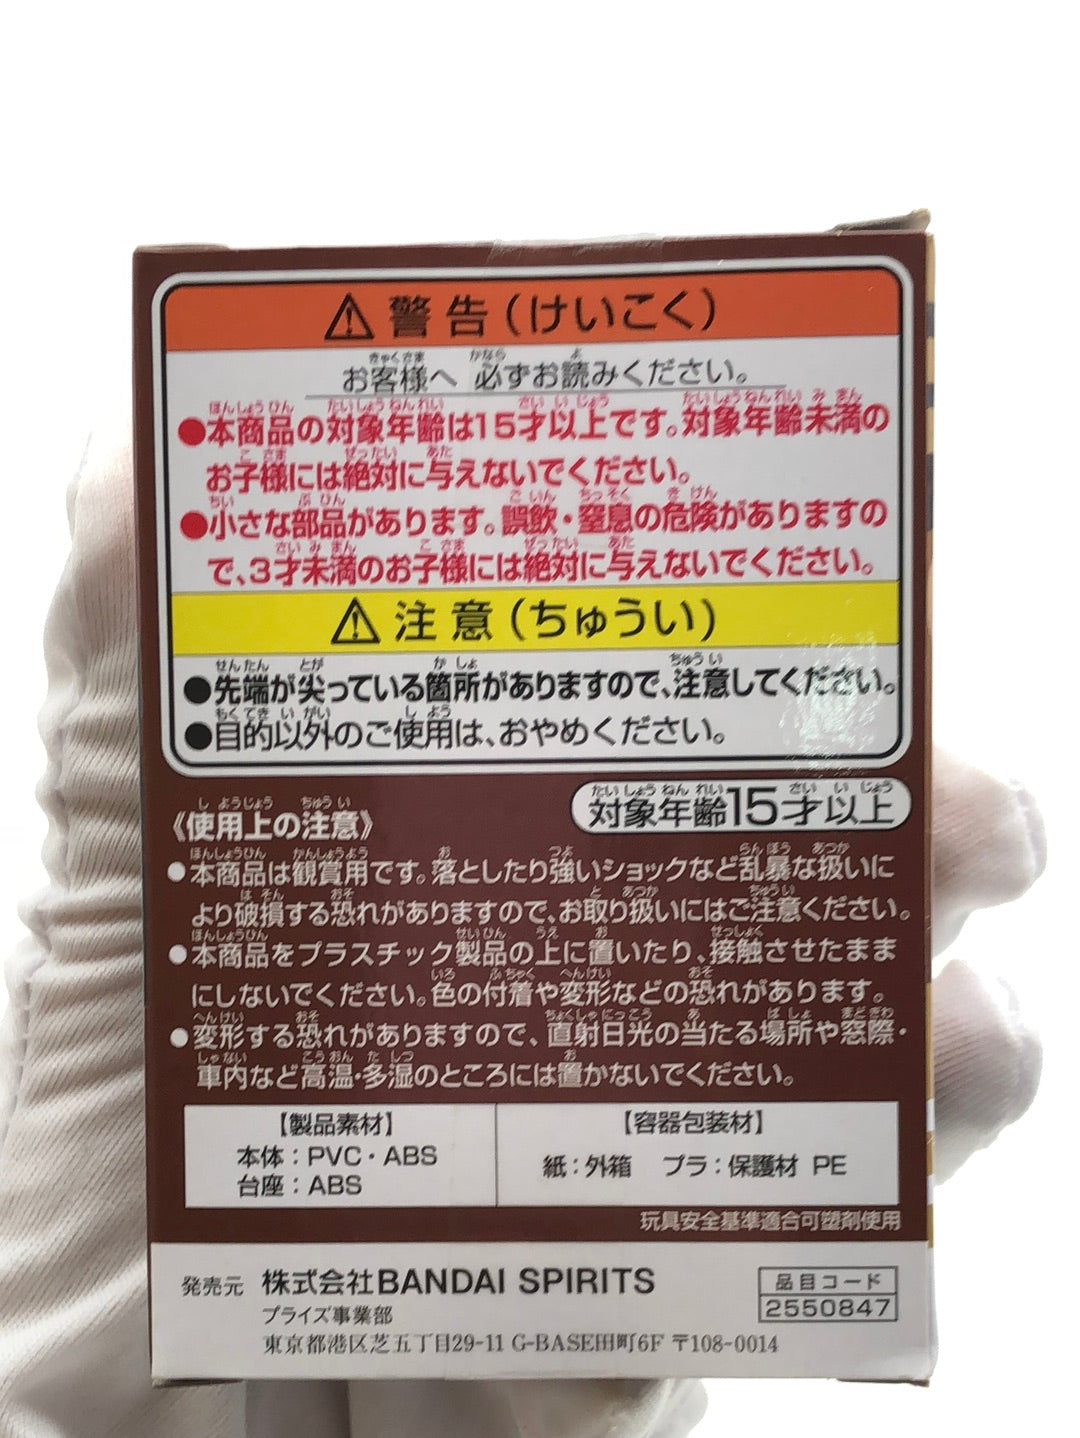 ⚠警告(けいこく)
お客様へ 必ずお読みください。
●本商品の対象年齢は15才以上です。対象年齢未満の
お子様には絶対に与えないでください。
●小さな部品があります。誤飲・窒息の危険がありますの
で、3才未満のお子様には絶対に与えないでください。
⚠注意(ちゅうい)
●先端が尖っている箇所がありますので、注意してください。
●目的以外のご使用は、おやめください。
対象年齢15才以上
《使用上の注意》
●本商品は観賞用です。落としたり強いショックなど乱暴な扱いに
より破損する恐れがありますので、お取り扱いにはご注意ください。
●本商品をプラスチック製品の上に置いたり、接触させたまま
にしないでください。色の付着や変形などの恐れがあります。
●変形する恐れがありますので、直射日光の当たる場所や窓際・
車内など高温・多湿のところには置かないでください。
【製品素材】
本体：PVC・ABS
台座：ABS
【容器包装材】
紙：外箱 プラ：保護材 PE
玩具安全基準適合可塑剤使用
発売元 株式会社BANDAI SPIRITS
プライズ事業部
東京都港区芝五丁目29-11 G-BASE田町6F 〒108-0014
品目コード
2550847